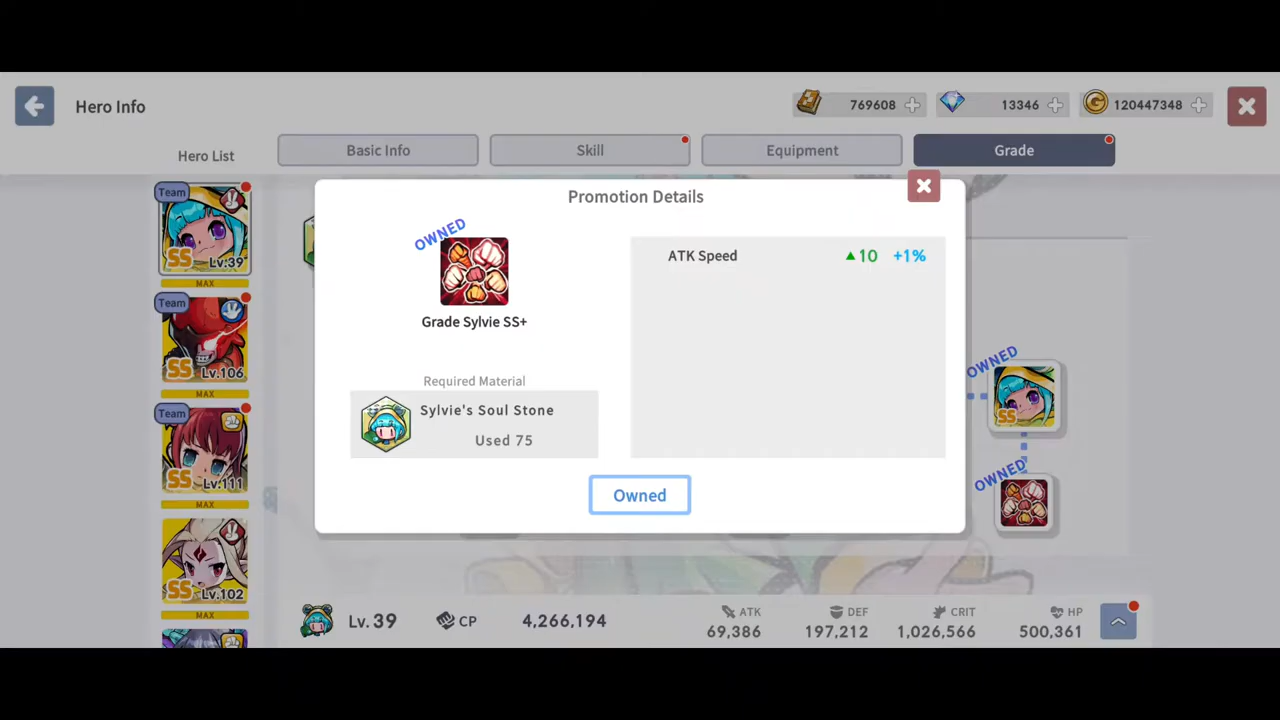 Hero Info
769608
13346
120447348
Hero List
Basic Info
Skill
Equipment
Grade
Team
SS
Lv.39
MAX
Team
SS
Lv.106
MAX
Team
SS
Lv.111
MAX
SS
Lv.102
MAX
Promotion Details
OWNED
Grade Sylvie SS+
Required Material
Sylvie's Soul Stone
Used 75
ATK Speed ▲10 +1%
Owned
OWNED
SS
OWNED
Lv. 39
CP 4,266,194
ATK
69,386
DEF
197,212
CRIT
1,026,566
HP
500,361